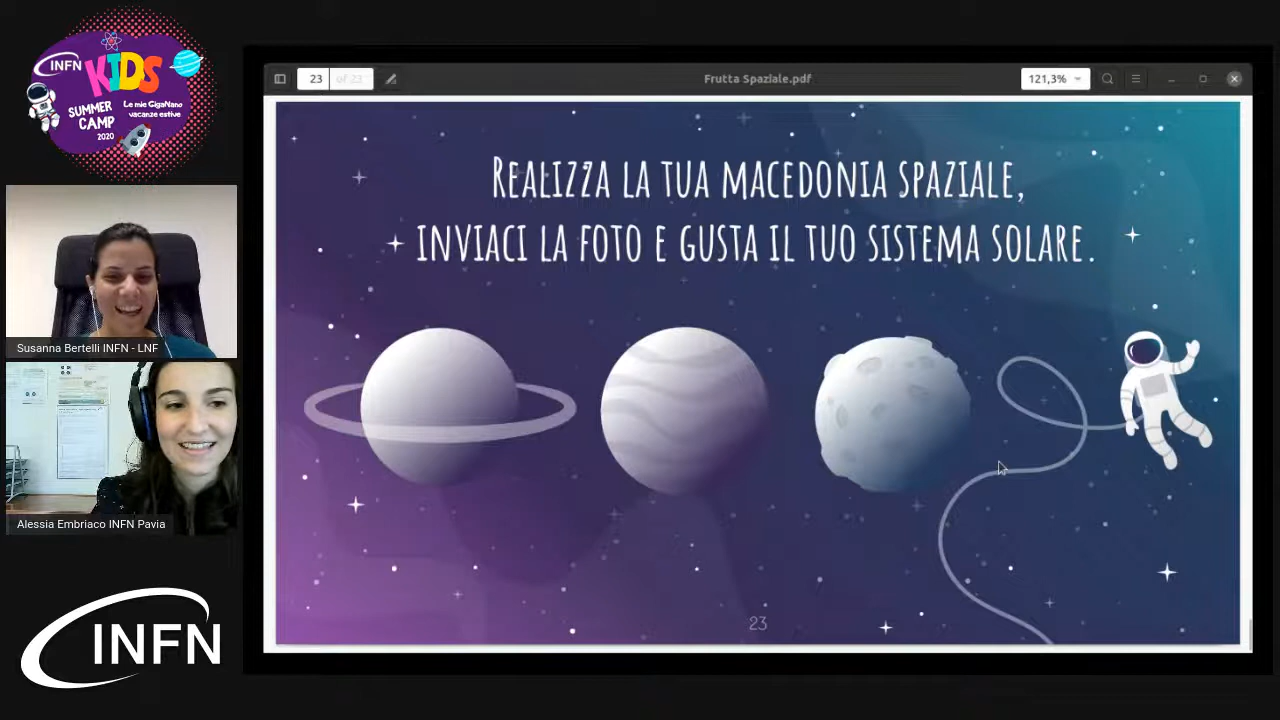 INFN
KIDS
SUMMER
CAMP
2020
Le mie GigaNano
vacanze estive
23 of 23
Frutta Spaziale.pdf
121,3%
REALIZZA LA TUA MACEDONIA SPAZIALE,
INVIACI LA FOTO E GUSTA IL TUO SISTEMA SOLARE.
23
Susanna Bertelli INFN - LNF
Alessia Embriaco INFN Pavia
INFN